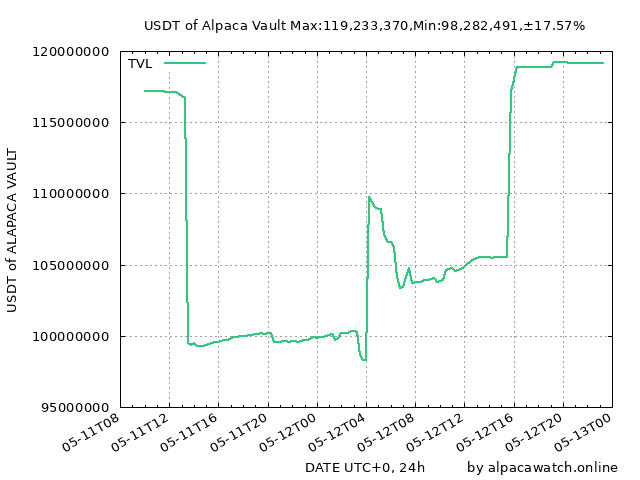 USDT of Alpaca Vault Max:119,233,370,Min:98,282,491,±17.57%
TVL
120000000
115000000
110000000
105000000
100000000
95000000
USDT of ALAPACA VAULT
05-11T08
05-11T12
05-11T16
05-11T20
05-12T00
05-12T04
05-12T08
05-12T12
05-12T16
05-12T20
05-13T00
DATE UTC+0, 24h
by alpacawatch.online